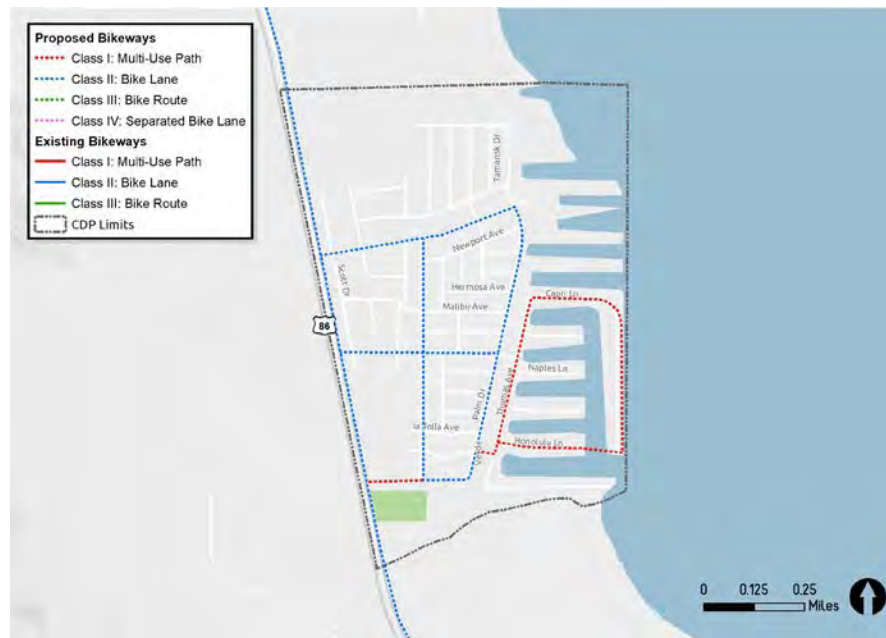 Proposed Bikeways
Class I: Multi-Use Path
Class II: Bike Lane
Class III: Bike Route
Class IV: Separated Bike Lane
Existing Bikeways
Class I: Multi-Use Path
Class II: Bike Lane
Class III: Bike Route
CDP Limits
Tamarisk Dr
Newport Ave
Scott Dr
Hermosa Ave
Capri Ln
Malibu Ave
86
Naples Ln
Thomas Ave
Palm Dr
la Jolla Ave
Honolulu Ln
Verde
0 0.125 0.25
Miles